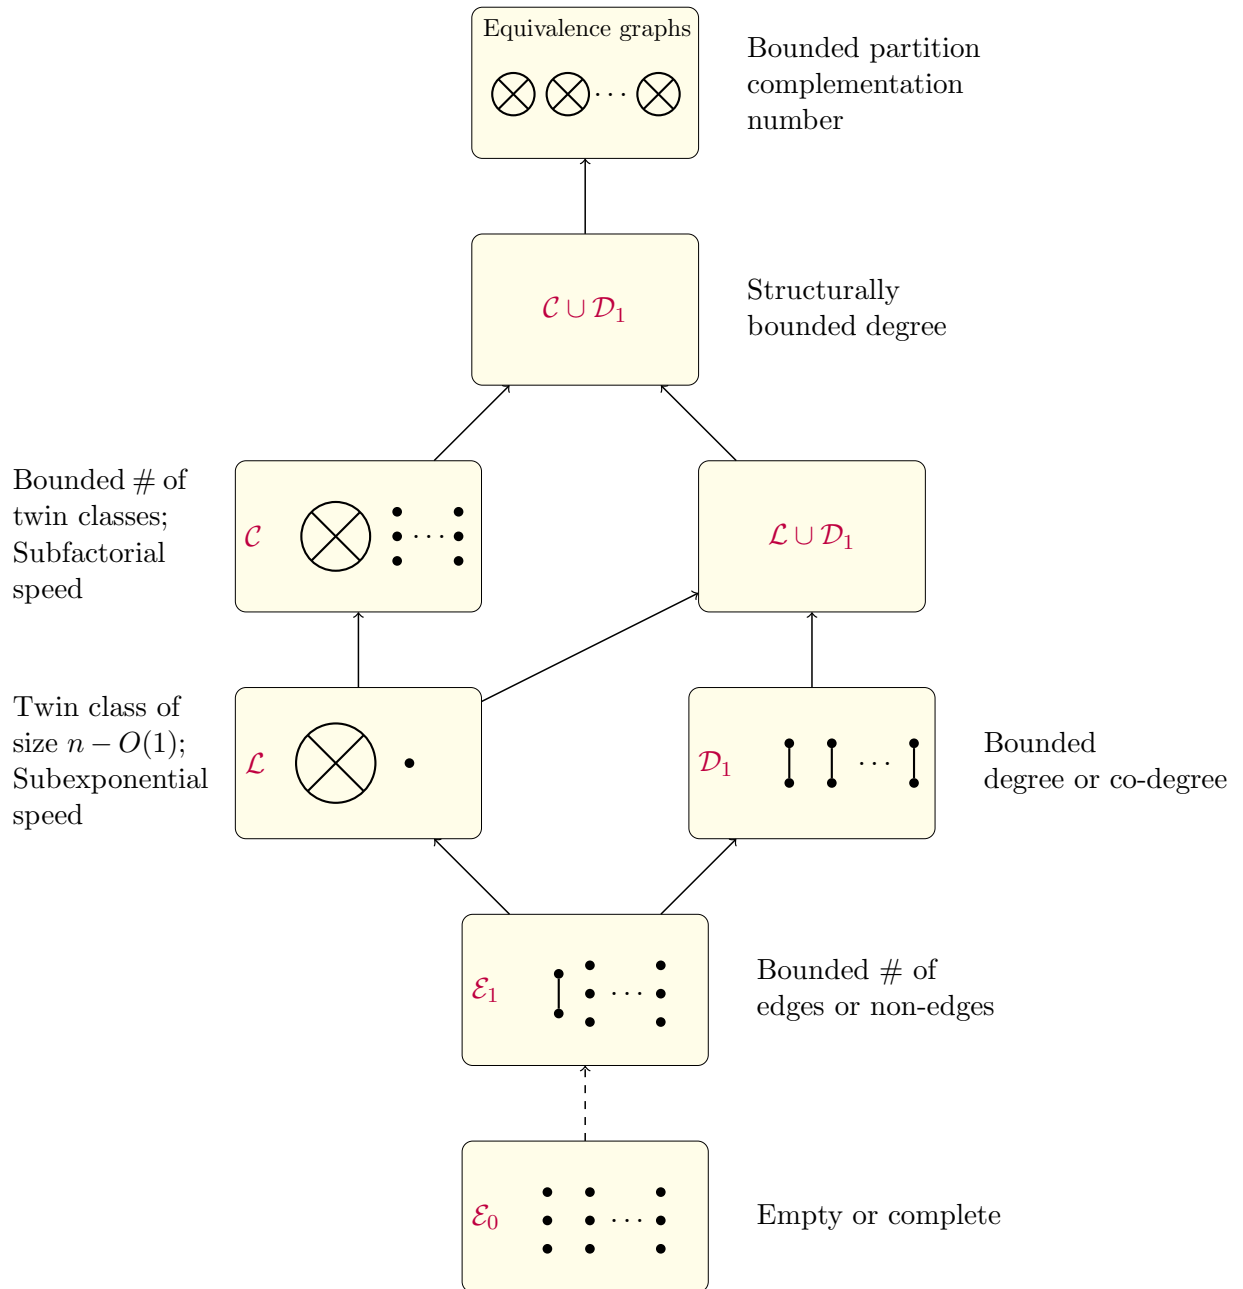 Equivalence graphs
· · ·
Bounded partition
complementation
number
𝒞 ∪ 𝒟₁
Structurally
bounded degree
Bounded # of
twin classes;
Subfactorial
speed
𝒞
· · ·
ℒ ∪ 𝒟₁
Twin class of
size n − O(1);
Subexponential
speed
ℒ
𝒟₁
· · ·
Bounded
degree or co-degree
ℰ₁
· · ·
Bounded # of
edges or non-edges
ℰ₀
· · ·
Empty or complete